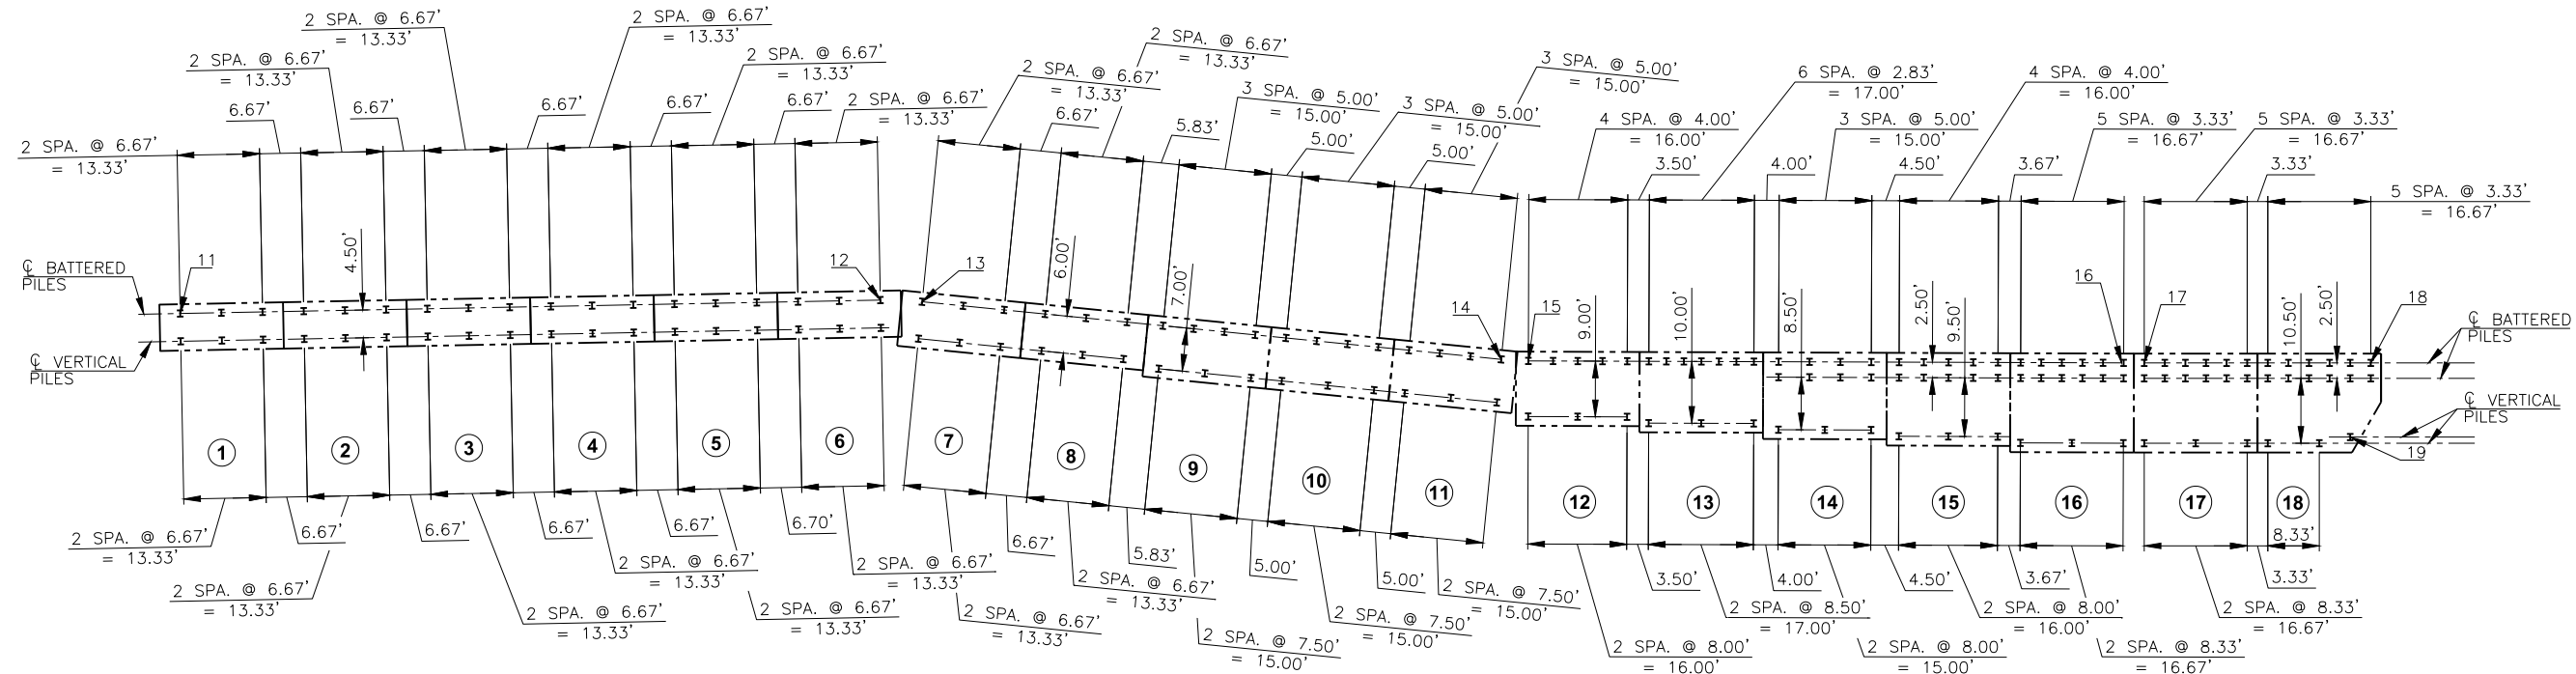 2 SPA. @ 6.67'
= 13.33'
2 SPA. @ 6.67'
= 13.33'
2 SPA. @ 6.67'
= 13.33'
2 SPA. @ 6.67'
= 13.33'
2 SPA. @ 6.67'
= 13.33'
2 SPA. @ 6.67'
= 13.33'
2 SPA. @ 6.67'
= 13.33'
2 SPA. @ 6.67'
= 13.33'
3 SPA. @ 5.00'
= 15.00'
3 SPA. @ 5.00'
= 15.00'
3 SPA. @ 5.00'
= 15.00'
4 SPA. @ 4.00'
= 16.00'
6 SPA. @ 2.83'
= 17.00'
3 SPA. @ 5.00'
= 15.00'
4 SPA. @ 4.00'
= 16.00'
5 SPA. @ 3.33'
= 16.67'
5 SPA. @ 3.33'
= 16.67'
5 SPA. @ 3.33'
= 16.67'
6.67'
6.67'
6.67'
6.67'
6.67'
6.67'
5.83'
5.00'
5.00'
3.50'
4.00'
4.50'
3.67'
3.33'
℄ BATTERED
PILES
℄ VERTICAL
PILES
11
4.50'
12
13
6.00'
7.00'
14
15
9.00'
10.00'
8.50'
2.50'
9.50'
16
17
10.50'
2.50'
18
19
℄ BATTERED
PILES
℄ VERTICAL
PILES
1
2
3
4
5
6
7
8
9
10
11
12
13
14
15
16
17
18
8.33'
6.67'
6.67'
6.67'
6.67'
6.70'
6.67'
5.83'
5.00'
5.00'
3.50'
4.00'
4.50'
3.67'
3.33'
2 SPA. @ 6.67'
= 13.33'
2 SPA. @ 6.67'
= 13.33'
2 SPA. @ 6.67'
= 13.33'
2 SPA. @ 6.67'
= 13.33'
2 SPA. @ 6.67'
= 13.33'
2 SPA. @ 6.67'
= 13.33'
2 SPA. @ 6.67'
= 13.33'
2 SPA. @ 6.67'
= 13.33'
2 SPA. @ 7.50'
= 15.00'
2 SPA. @ 7.50'
= 15.00'
2 SPA. @ 7.50'
= 15.00'
2 SPA. @ 8.00'
= 16.00'
2 SPA. @ 8.50'
= 17.00'
2 SPA. @ 8.00'
= 15.00'
2 SPA. @ 8.00'
= 16.00'
2 SPA. @ 8.33'
= 16.67'
2 SPA. @ 8.33'
= 16.67'